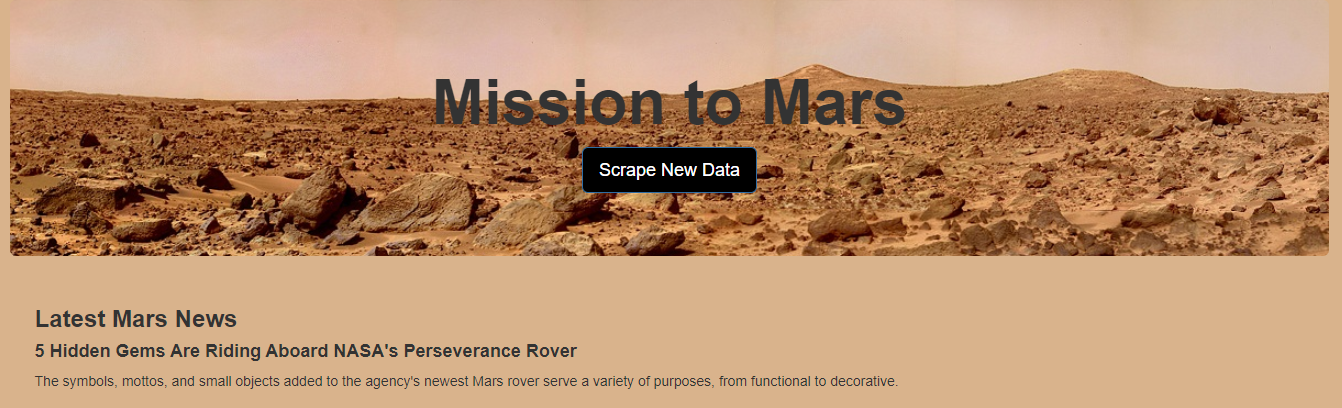 Mission to Mars
Scrape New Data
Latest Mars News
5 Hidden Gems Are Riding Aboard NASA's Perseverance Rover
The symbols, mottos, and small objects added to the agency's newest Mars rover serve a variety of purposes, from functional to decorative.